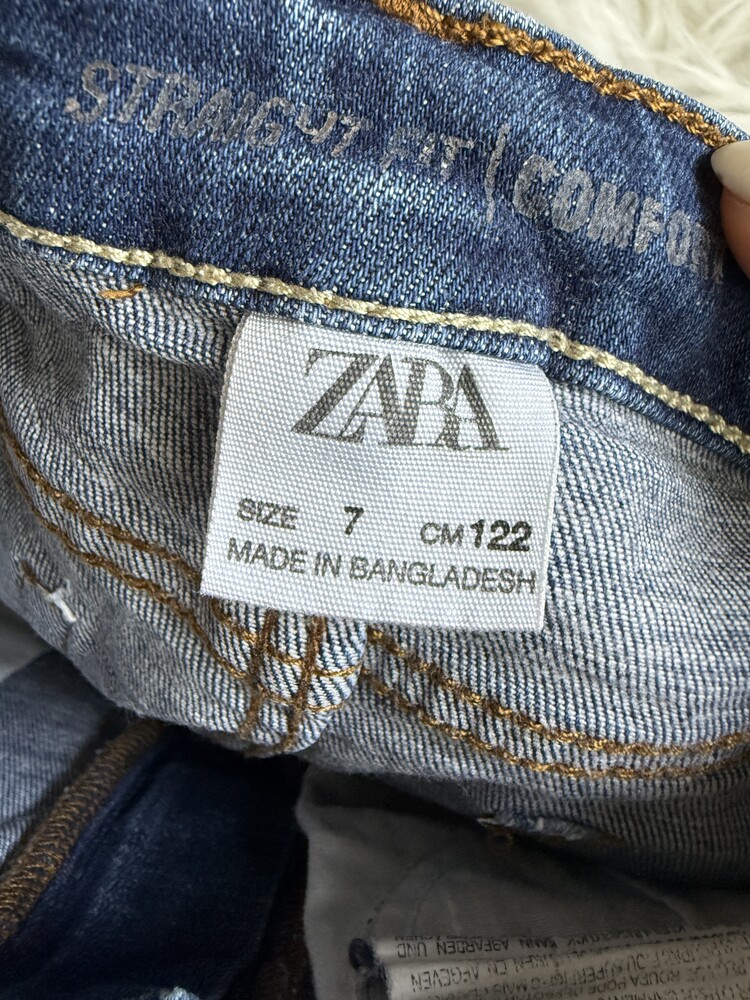 STRAIGHT FIT | COMFORT
ZARA
SIZE 7 CM 122
MADE IN BANGLADESH